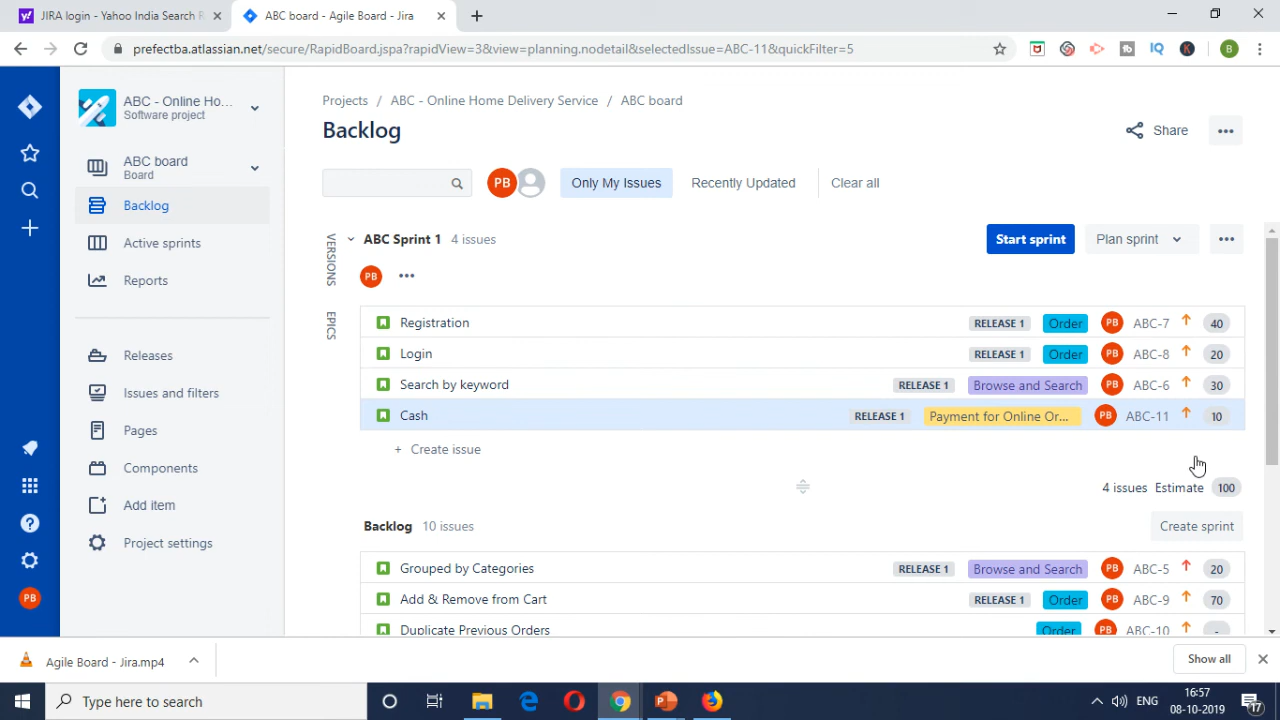 JIRA login - Yahoo India Search R
ABC board - Agile Board - Jira
prefectba.atlassian.net/secure/RapidBoard.jspa?rapidView=3&view=planning.nodetail&selectedIssue=ABC-11&quickFilter=5
IQ
K
B
ABC - Online Ho...
Software project
ABC board
Board
Backlog
Active sprints
Reports
Releases
Issues and filters
Pages
Components
Add item
Project settings
PB
Projects / ABC - Online Home Delivery Service / ABC board
Backlog
Share
PB
Only My Issues
Recently Updated
Clear all
VERSIONS
EPICS
ABC Sprint 1 4 issues
Start sprint
Plan sprint
PB
Registration RELEASE 1 Order PB ABC-7 40
Login RELEASE 1 Order PB ABC-8 20
Search by keyword RELEASE 1 Browse and Search PB ABC-6 30
Cash RELEASE 1 Payment for Online Or... PB ABC-11 10
+ Create issue
4 issues Estimate 100
Backlog 10 issues
Create sprint
Grouped by Categories RELEASE 1 Browse and Search PB ABC-5 20
Add & Remove from Cart RELEASE 1 Order PB ABC-9 70
Duplicate Previous Orders Order PB ABC-10 -
Agile Board - Jira.mp4
Show all
Type here to search
ENG
16:57
08-10-2019
17